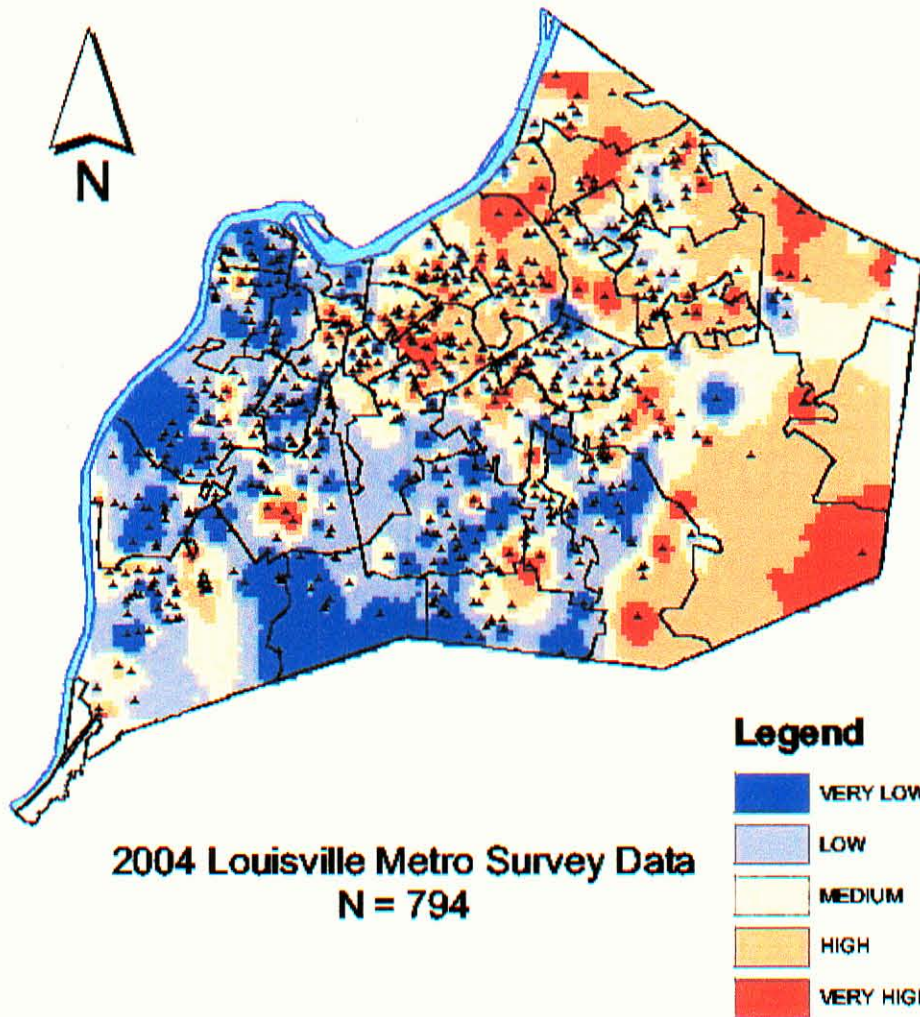 N
2004 Louisville Metro Survey Data
N = 794
Legend
VERY LOW
LOW
MEDIUM
HIGH
VERY HIGH